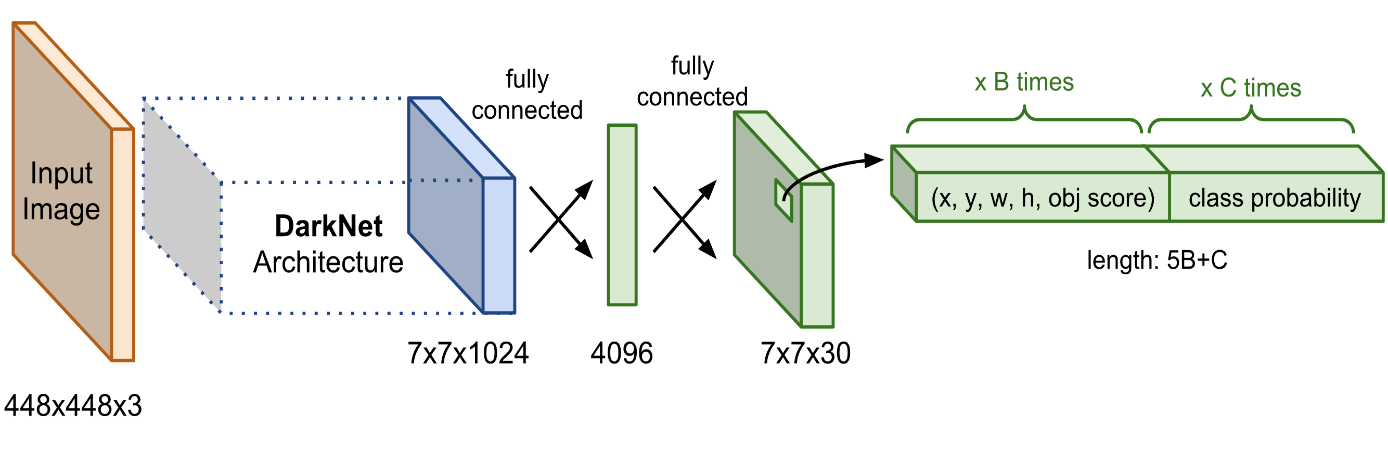 Input
Image
448x448x3
DarkNet
Architecture
7x7x1024
fully
connected
4096
fully
connected
7x7x30
x B times
x C times
(x, y, w, h, obj score)
class probability
length: 5B+C